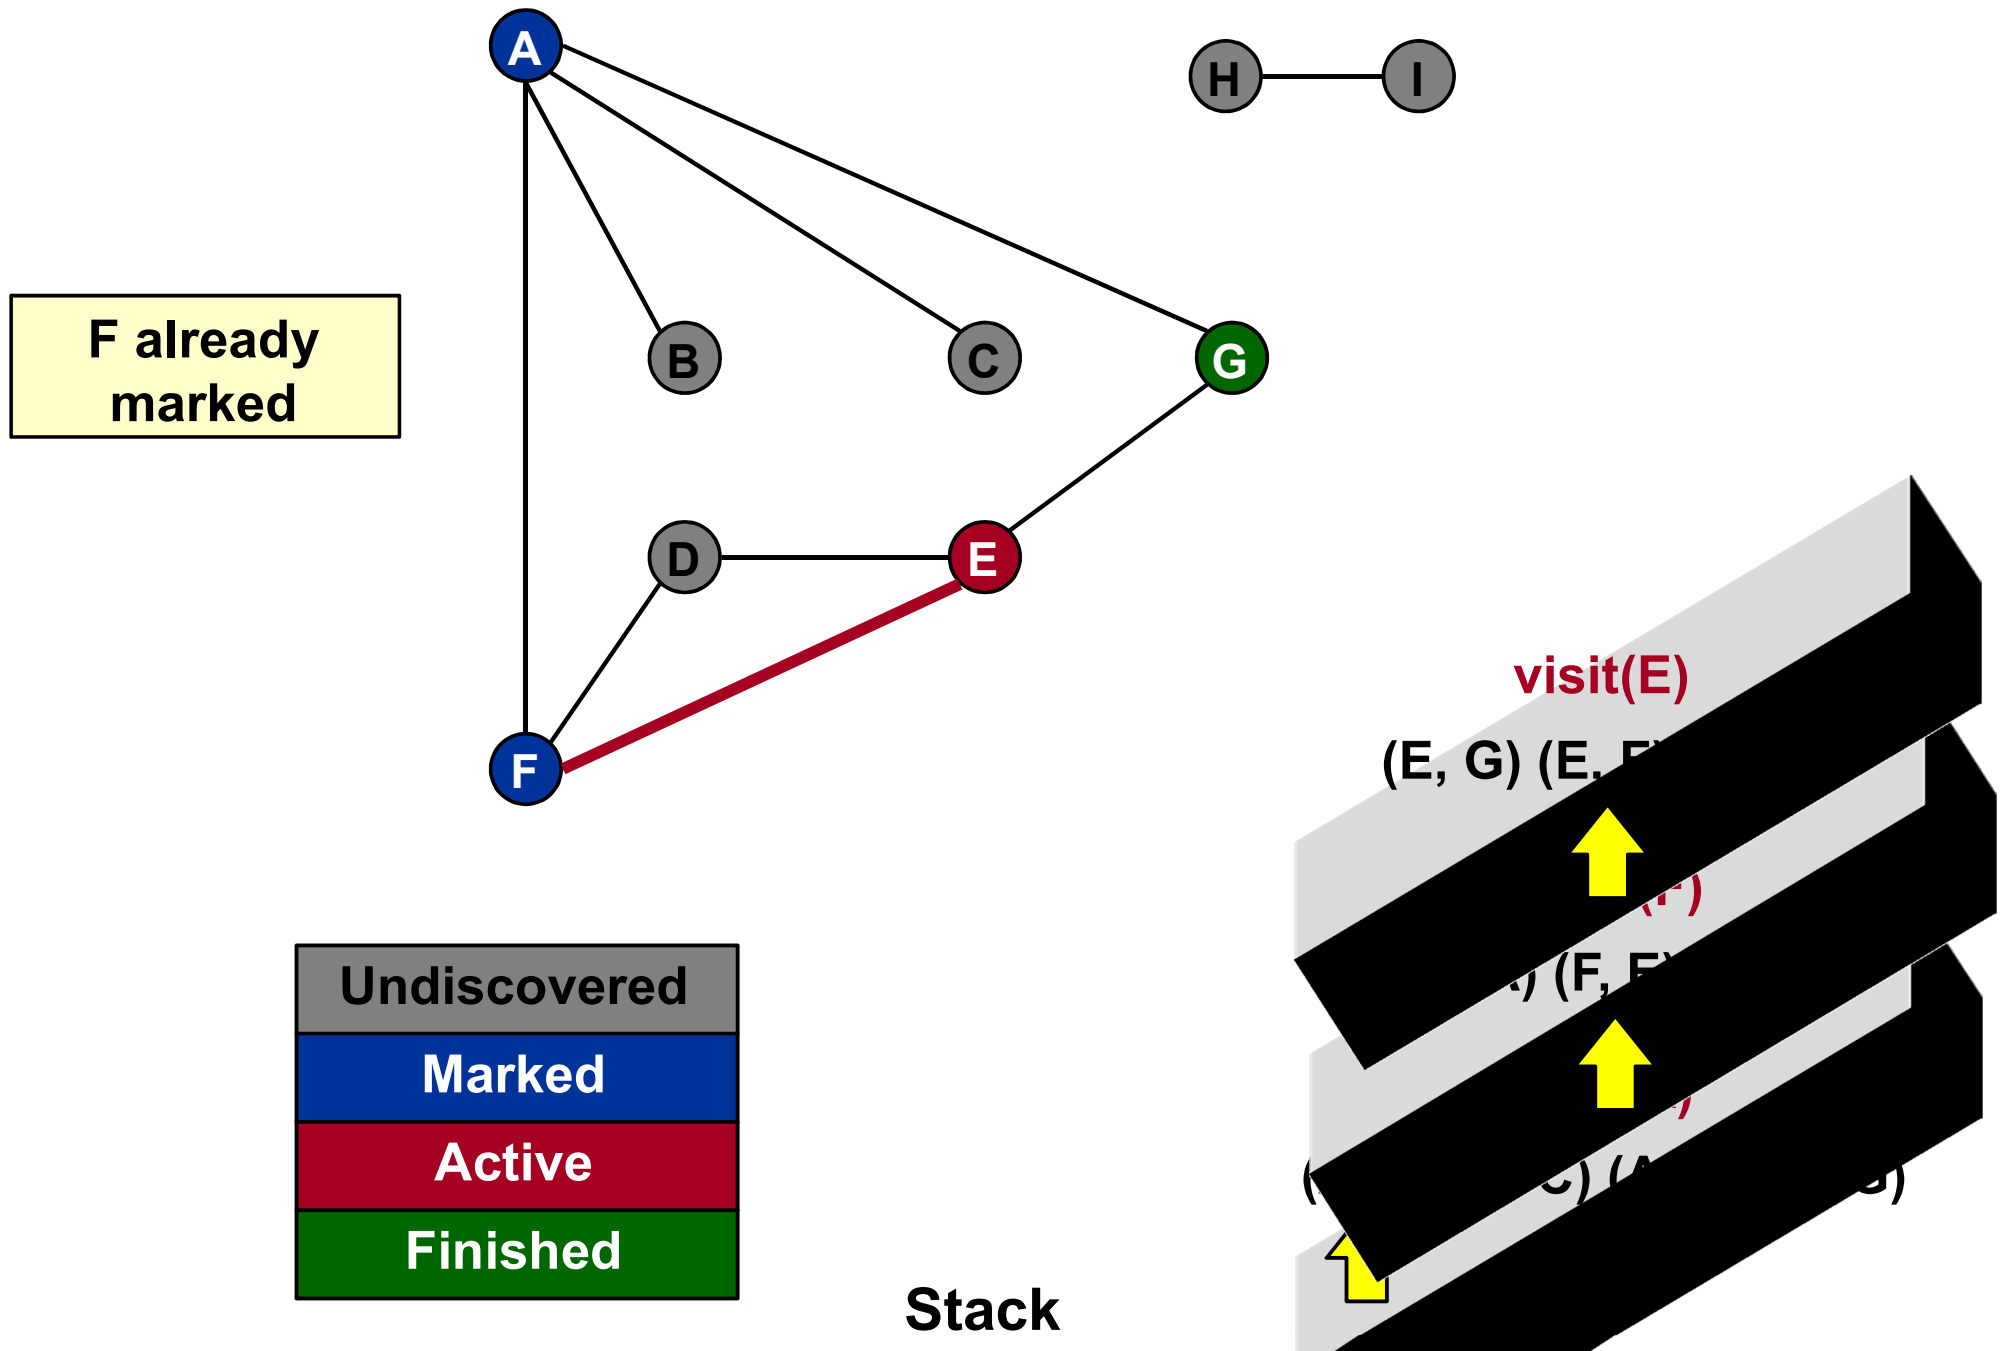 A
H
I
F already
marked
B
C
G
D
E
F
visit(E)
(E, G) (E,
(F, 
Undiscovered
Marked
Active
Finished
Stack